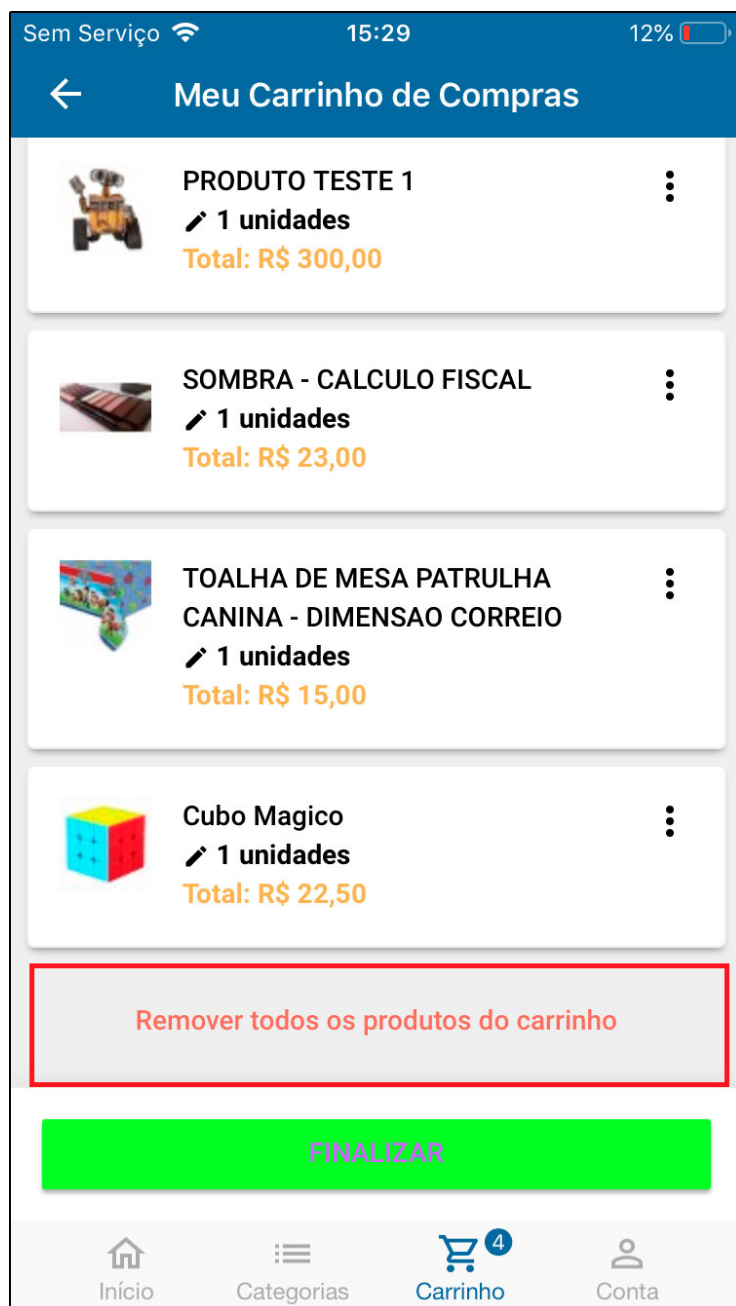 Sem Serviço 15:29 12%
Meu Carrinho de Compras
PRODUTO TESTE 1
1 unidades
Total: R$ 300,00
SOMBRA - CALCULO FISCAL
1 unidades
Total: R$ 23,00
TOALHA DE MESA PATRULHA
CANINA - DIMENSAO CORREIO
1 unidades
Total: R$ 15,00
Cubo Magico
1 unidades
Total: R$ 22,50
Remover todos os produtos do carrinho
FINALIZAR
4
Início Categorias Carrinho Conta